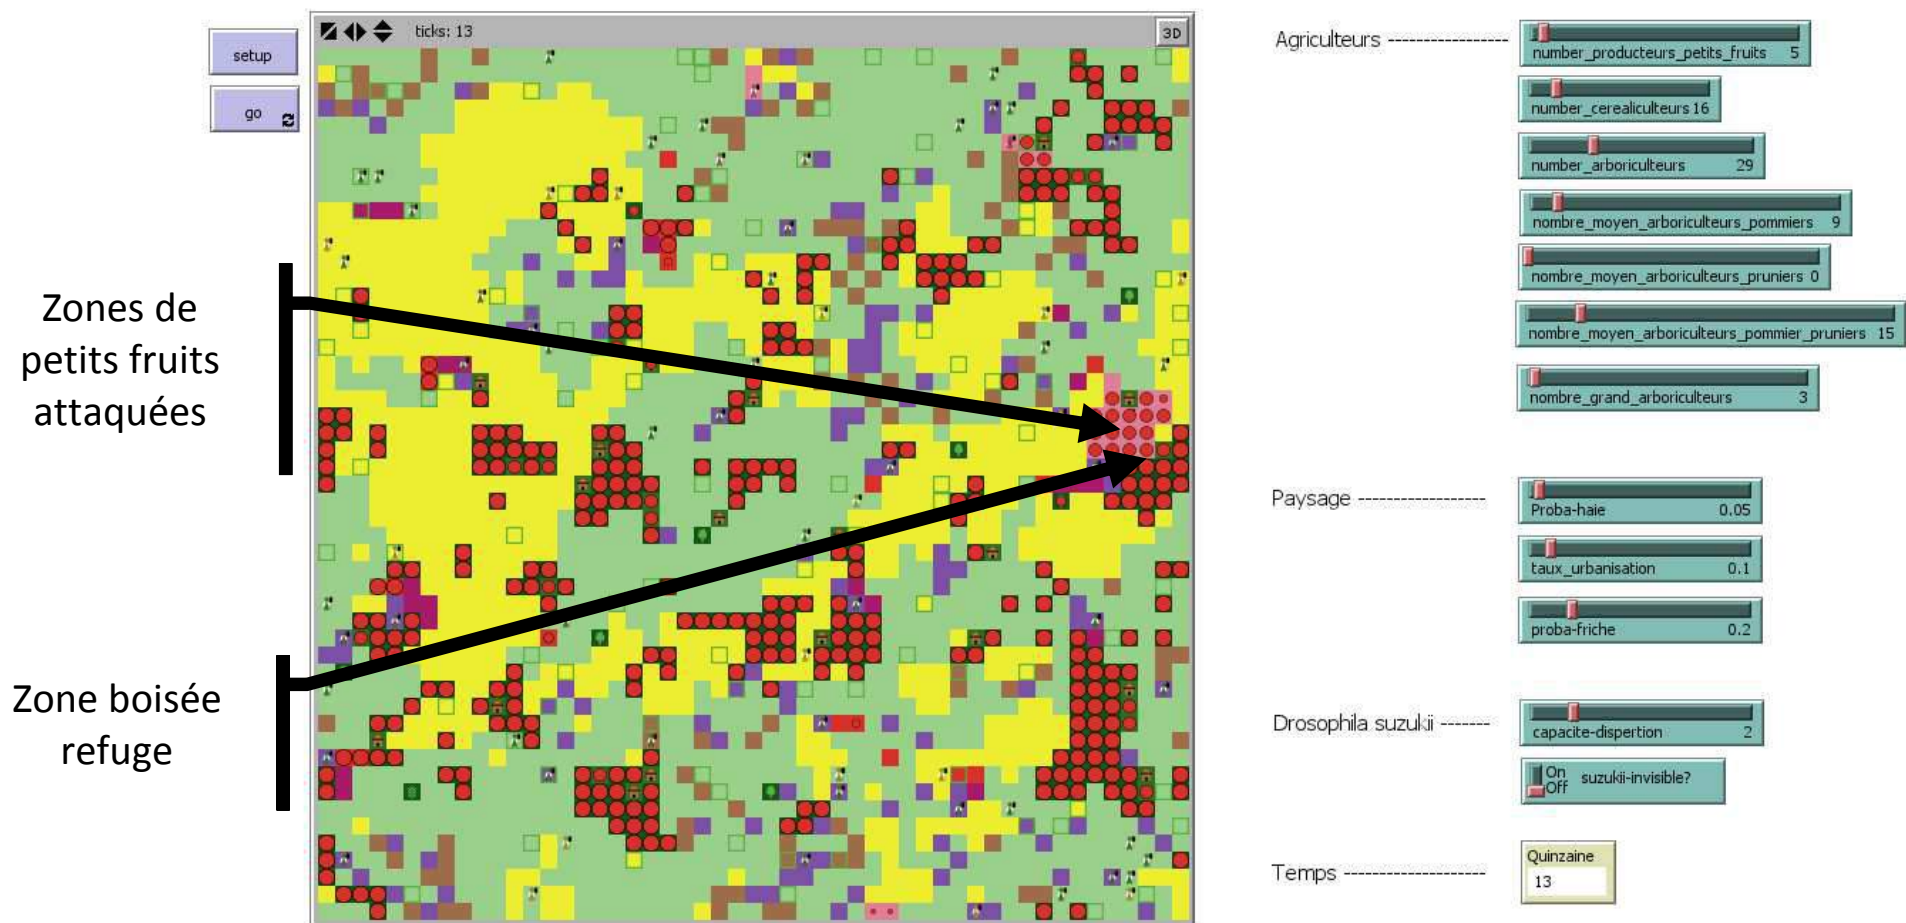 setup
go
ticks: 13
3D
Zones de
petits fruits
attaquées
Zone boisée
refuge
Agriculteurs ----------------
number_producteurs_petits_fruits 5
number_cerealiculteurs 16
number_arboriculteurs 29
nombre_moyen_arboriculteurs_pommiers 9
nombre_moyen_arboriculteurs_pruniers 0
nombre_moyen_arboriculteurs_pommier_pruniers 15
nombre_grand_arboriculteurs 3
Paysage -----------------
Proba-haie 0.05
taux_urbanisation 0.1
proba-friche 0.2
Drosophila suzukii -------
capacite-dispertion 2
On
Off
suzukii-invisible?
Temps -----------------
Quinzaine
13